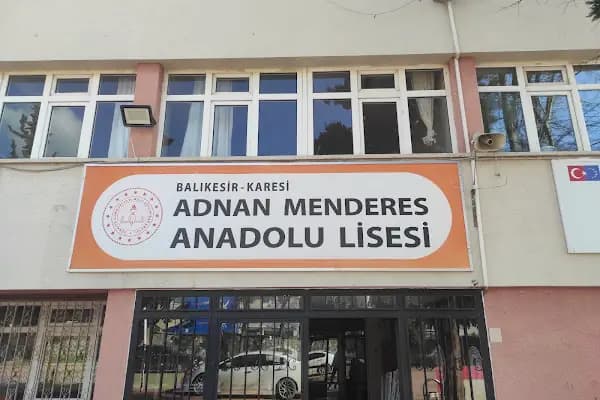 BALIKESİR - KARESİ
ADNAN MENDERES
ANADOLU LİSESİ